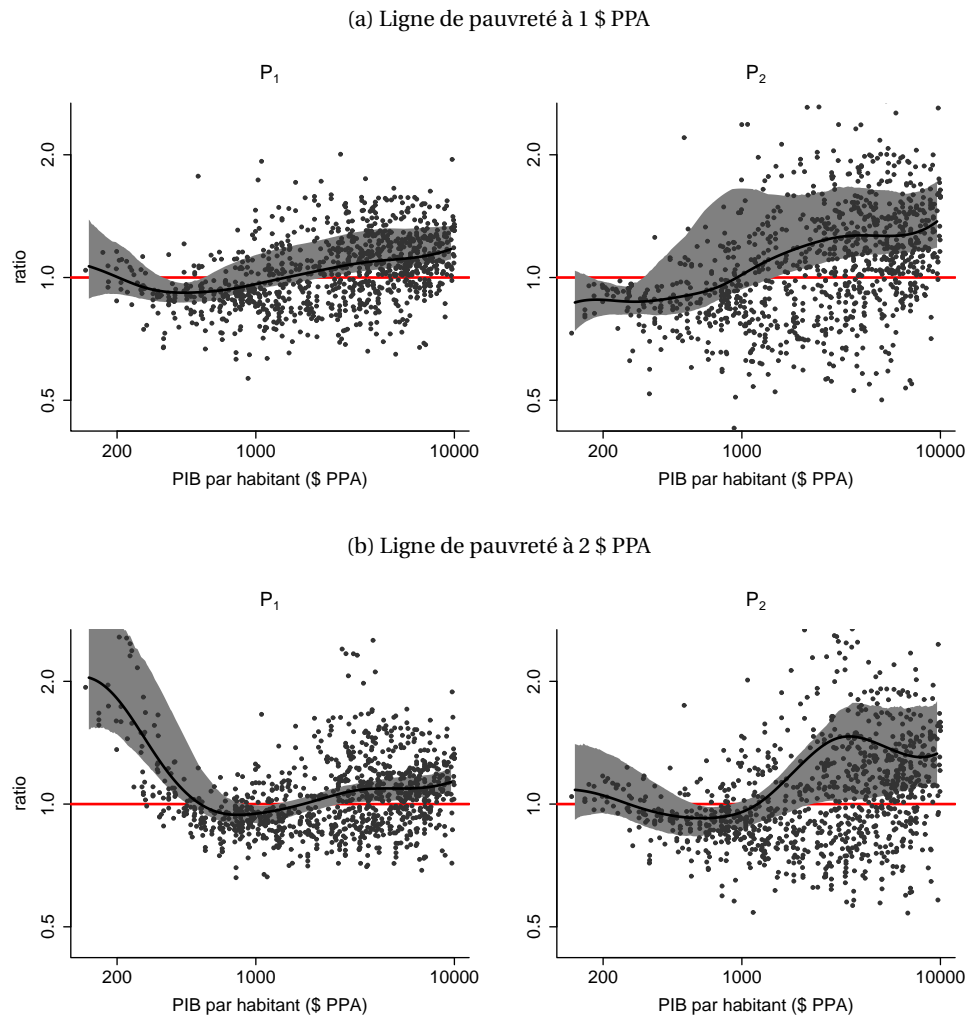 (a) Ligne de pauvreté à 1 $ PPA
P1
P2
ratio
2.0
1.0
0.5
2.0
1.0
0.5
200
1000
10000
200
1000
10000
PIB par habitant ($ PPA)
PIB par habitant ($ PPA)
(b) Ligne de pauvreté à 2 $ PPA
P1
P2
ratio
2.0
1.0
0.5
2.0
1.0
0.5
200
1000
10000
200
1000
10000
PIB par habitant ($ PPA)
PIB par habitant ($ PPA)